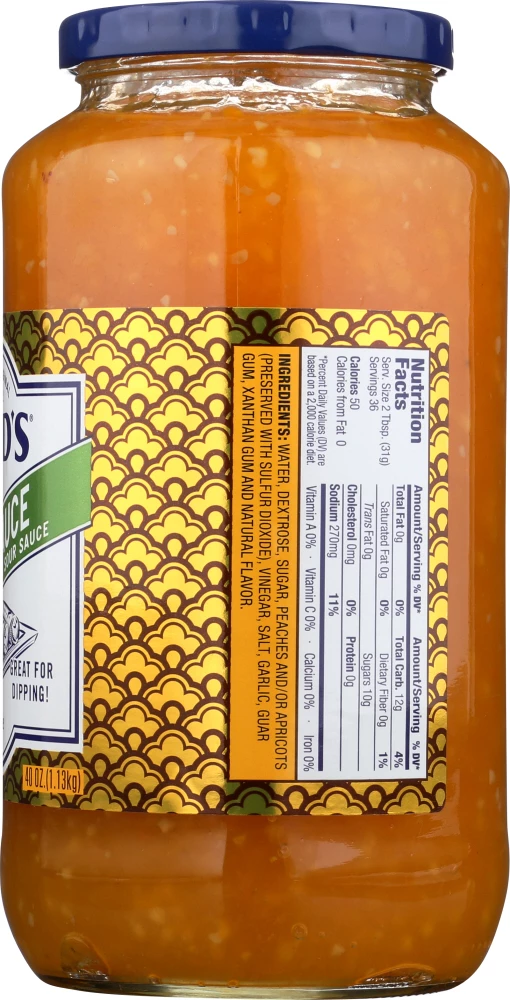 'S®
UCE
SOUR SAUCE
GREAT FOR
DIPPING!
40 OZ.(1.13kg)
Nutrition
Facts
Serv. Size 2 Tbsp. (31g)
Servings 36
Calories 50
Calories from Fat 0
*Percent Daily Values (DV) are
based on a 2,000 calorie diet.
Amount/Serving % DV*
Total Fat 0g 0%
Saturated Fat 0g 0%
Trans Fat 0g
Cholesterol 0mg 0%
Sodium 270mg 11%
Amount/Serving % DV*
Total Carb. 12g 4%
Dietary Fiber 0g 1%
Sugars 10g
Protein 0g
Vitamin A 0% · Vitamin C 0% · Calcium 0% · Iron 0%
INGREDIENTS: WATER, DEXTROSE, SUGAR, PEACHES AND/OR APRICOTS
(PRESERVED WITH SULFUR DIOXIDE), VINEGAR, SALT, GARLIC, GUAR
GUM, XANTHAN GUM AND NATURAL FLAVOR.